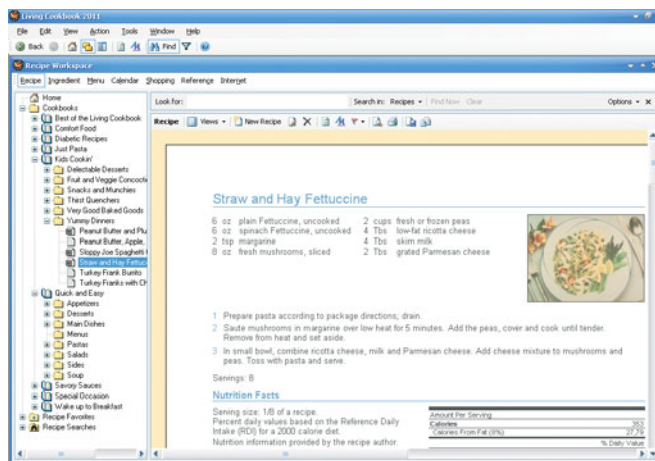 Living Cookbook 2011
File Edit View Action Tools Window Help
Back Find
Recipe Workspace
Recipe Ingredient Menu Calendar Shopping Reference Internet
Home
Cookbooks
Best of the Living Cookbook
Comfort Food
Diabetic Recipes
Just Pasta
Kids Cookin'
Delectable Desserts
Fruit and Veggie Concocti
Snacks and Munchies
Thirst Quenchers
Very Good Baked Goods
Yummy Dinners
Peanut Butter and Plu
Peanut Butter, Apple,
Sloppy Joe Spaghetti
Straw and Hay Fettucc
Turkey Frank Burrito
Turkey Franks with Ch
Quick and Easy
Appetizers
Desserts
Main Dishes
Menus
Pastas
Salads
Sides
Soup
Savory Sauces
Special Occasion
Wake up to Breakfast
Recipe Favorites
Recipe Searches
Look for: Search in: Recipes Find Now Clear Options
Recipe Views New Recipe
Straw and Hay Fettuccine
6 oz plain Fettuccine, uncooked 2 cups fresh or frozen peas
6 oz spinach Fettuccine, uncooked 4 Tbs low-fat ricotta cheese
2 tsp margarine 4 Tbs skim milk
8 oz fresh mushrooms, sliced 2 Tbs grated Parmesan cheese
1 Prepare pasta according to package directions; drain.
2 Saute mushrooms in margarine over low heat for 5 minutes. Add the peas, cover and cook until tender.
Remove from heat and set aside.
3 In small bowl, combine ricotta cheese, milk and Parmesan cheese. Add cheese mixture to mushrooms and
peas. Toss with pasta and serve.
Servings: 8
Nutrition Facts
Serving size: 1/8 of a recipe.
Percent daily values based on the Reference Daily
Intake (RDI) for a 2000 calorie diet.
Nutrition information provided by the recipe author.
Amount Per Serving
Calories 353
Calories From Fat (8%) 27.79
% Daily Value